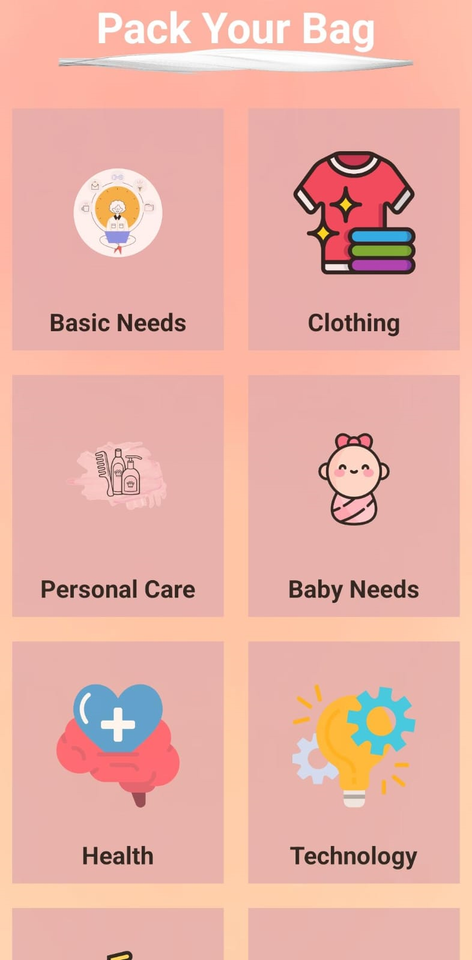 Pack Your Bag
Basic Needs
Clothing
Personal Care
Baby Needs
Health
Technology